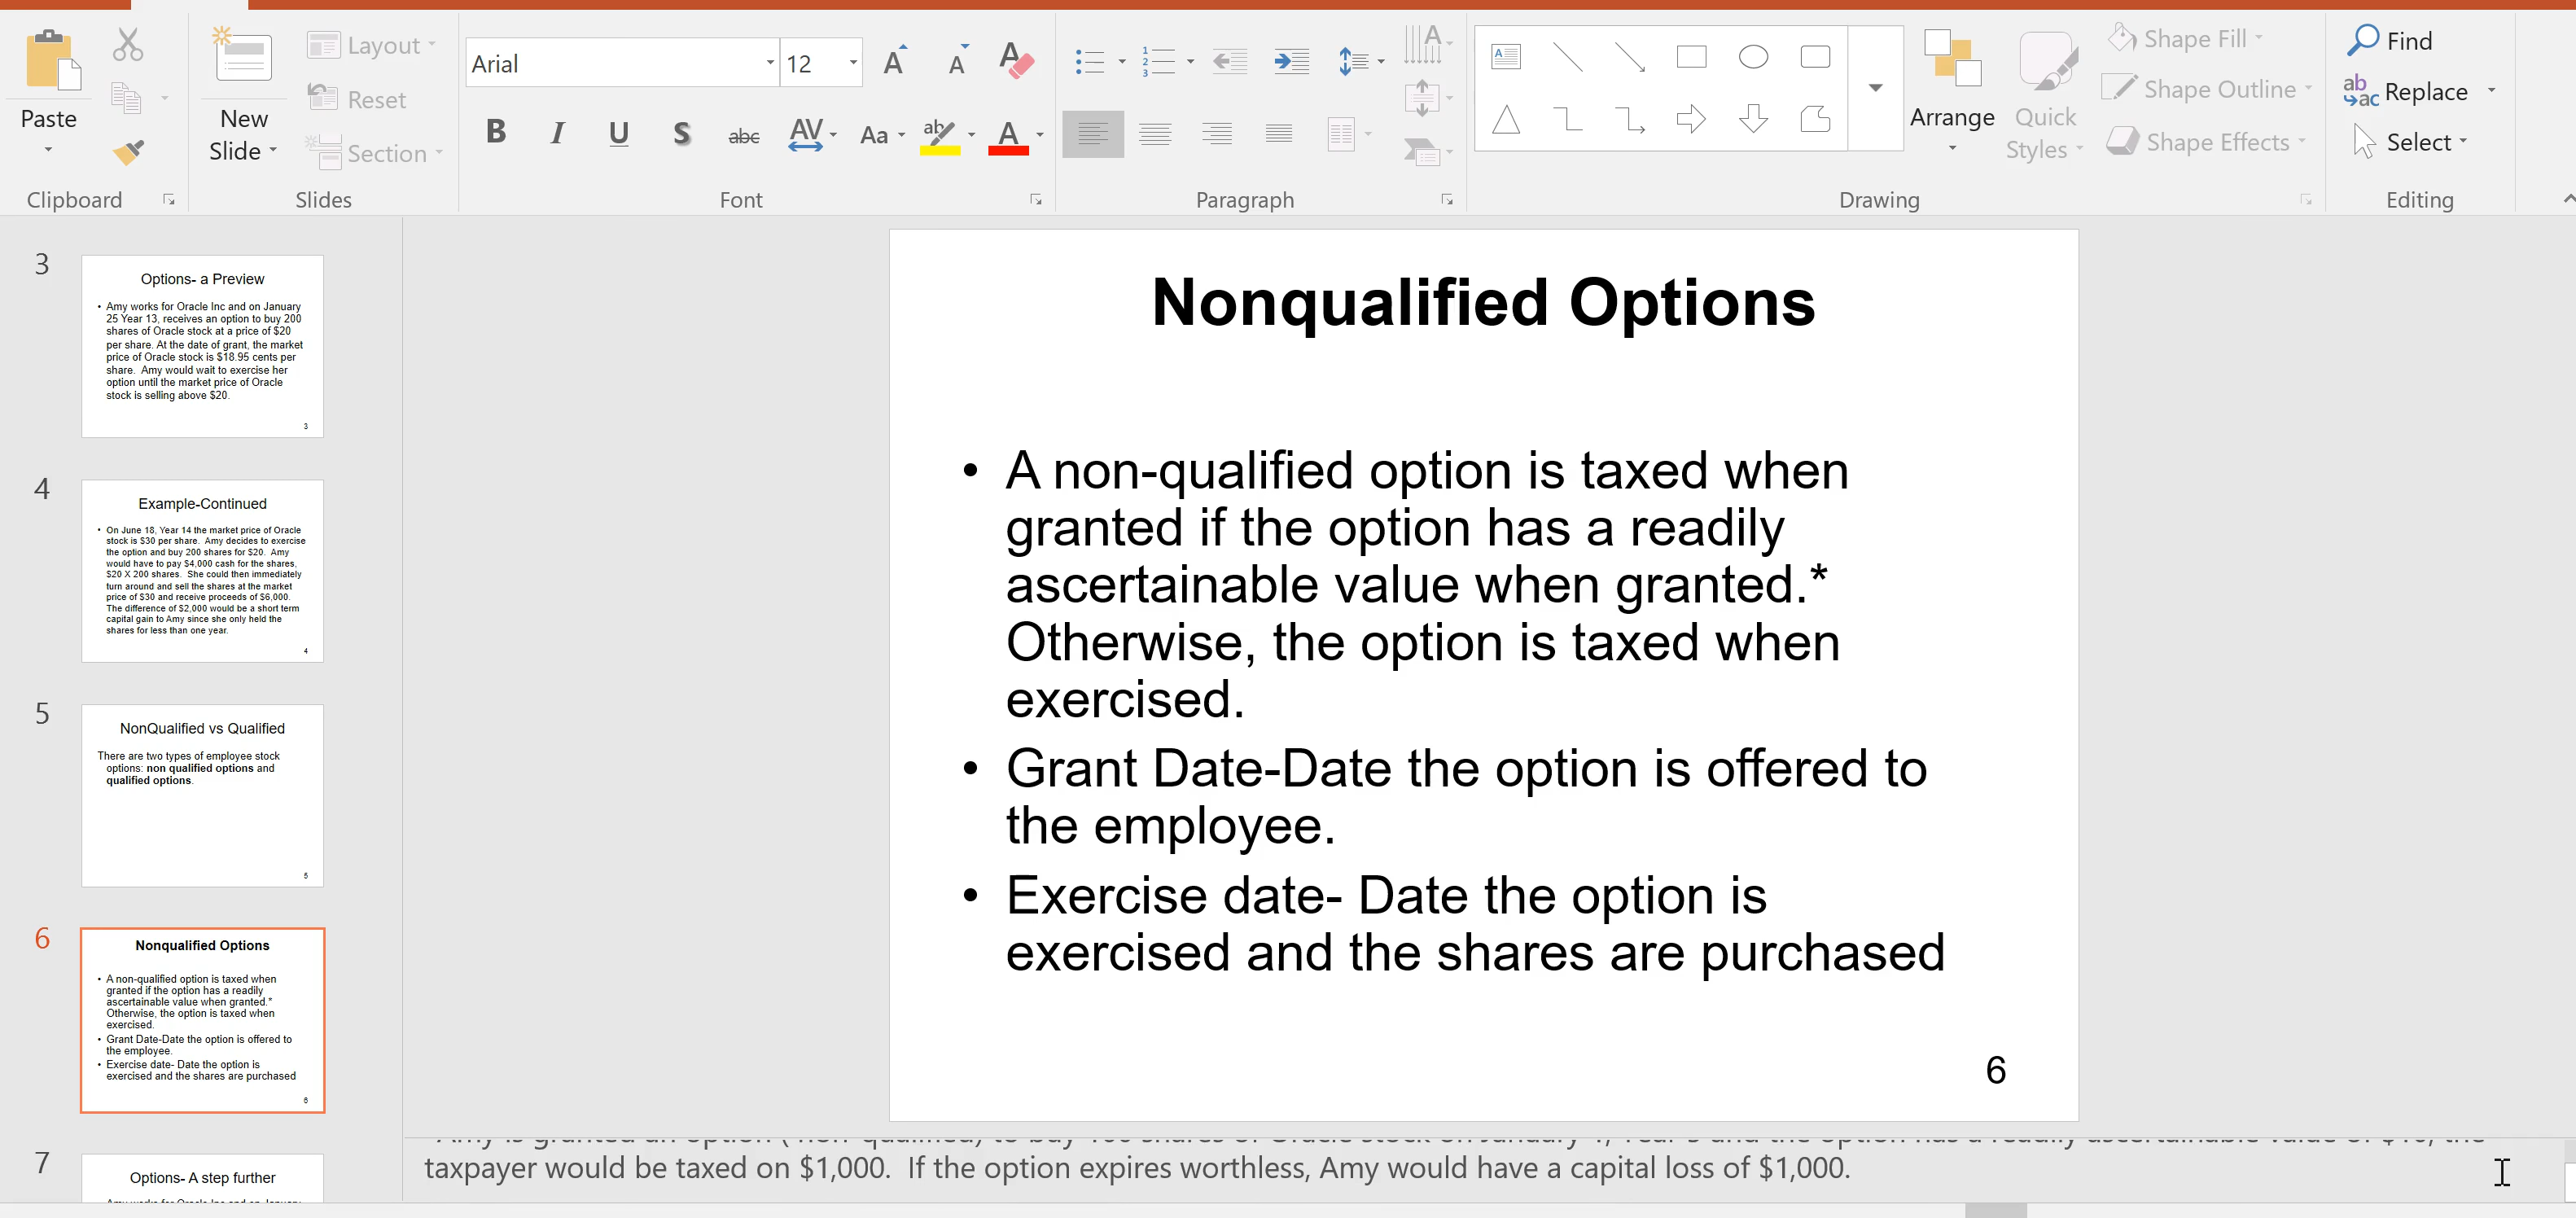 Paste
Clipboard
New
Slide
Layout
Reset
Section
Slides
Arial
12
B I U S abc AV Aa ab A
Font
Paragraph
Arrange
Quick
Styles
Shape Fill
Shape Outline
Shape Effects
Drawing
Find
Replace
Select
Editing
3
Options- a Preview
• Amy works for Oracle Inc and on January
25 Year 13, receives an option to buy 200
shares of Oracle stock at a price of $20
per share. At the date of grant, the market
price of Oracle stock is $18.95 cents per
share. Amy would wait to exercise her
option until the market price of Oracle
stock is selling above $20.
3
4
Example-Continued
• On June 18, Year 14 the market price of Oracle
stock is $30 per share. Amy decides to exercise
the option and buy 200 shares for $20. Amy
would have to pay $4,000 cash for the shares,
$20 X 200 shares. She could then immediately
turn around and sell the shares at the market
price of $30 and receive proceeds of $6,000.
The difference of $2,000 would be a short term
capital gain to Amy since she only held the
shares for less than one year.
4
5
NonQualified vs Qualified
There are two types of employee stock
options: non qualified options and
qualified options.
5
6
Nonqualified Options
• A non-qualified option is taxed when
granted if the option has a readily
ascertainable value when granted.*
Otherwise, the option is taxed when
exercised.
• Grant Date-Date the option is offered to
the employee.
• Exercise date- Date the option is
exercised and the shares are purchased
6
7
Options- A step further
Nonqualified Options
• A non-qualified option is taxed when
granted if the option has a readily
ascertainable value when granted.*
Otherwise, the option is taxed when
exercised.
• Grant Date-Date the option is offered to
the employee.
• Exercise date- Date the option is
exercised and the shares are purchased
6
taxpayer would be taxed on $1,000. If the option expires worthless, Amy would have a capital loss of $1,000.